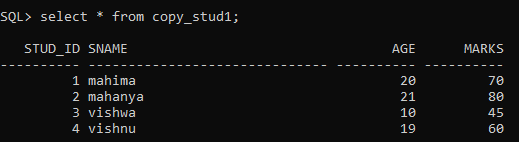 SQL> select * from copy_stud1;
STUD_ID SNAME AGE MARKS
---------- ------------------------------ ---------- ----------
1 mahima 20 70
2 mahanya 21 80
3 vishwa 10 45
4 vishnu 19 60